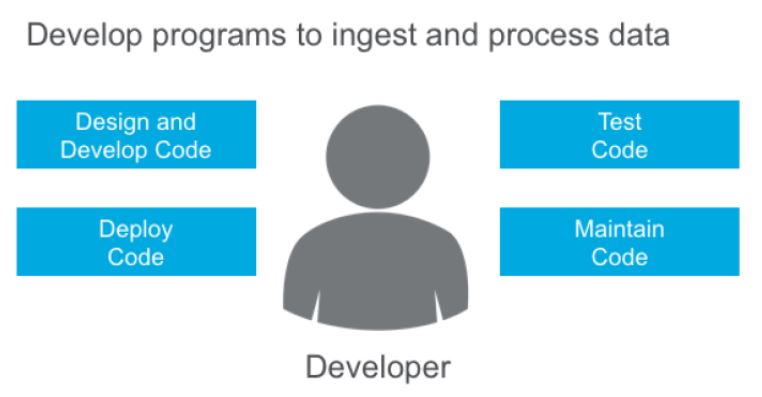 Develop programs to ingest and process data
Design and
Develop Code
Test
Code
Deploy
Code
Maintain
Code
Developer